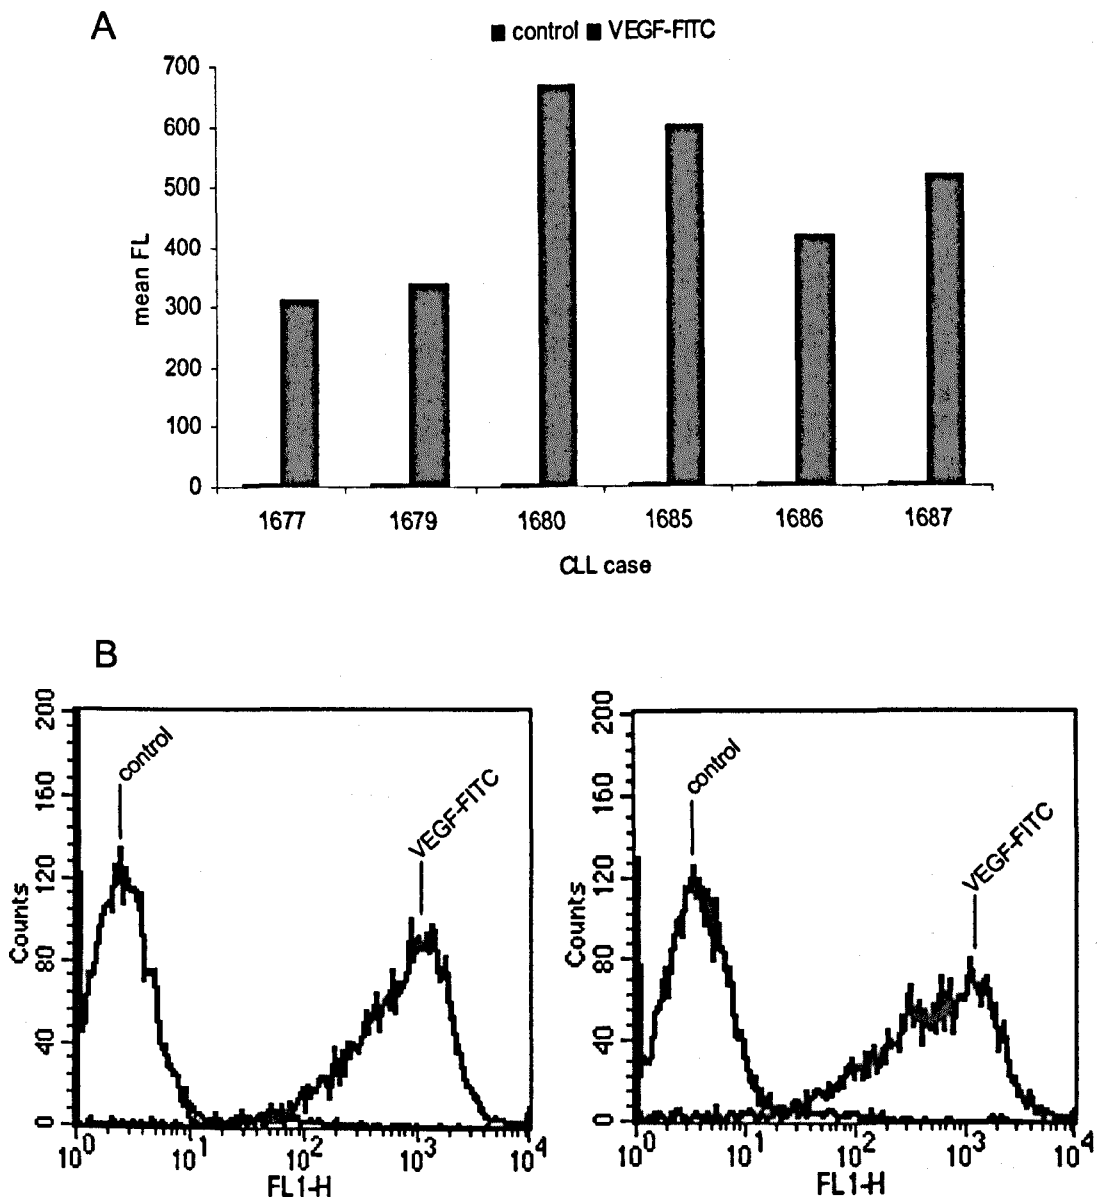 A
control VEGF-FITC
700
600
500
400
300
200
100
0
mean FL
1677 1679 1680 1685 1686 1687
CLL case
B
200
160
120
80
40
0
Counts
control
VEGF-FITC
10^0 10^1 10^2 10^3 10^4
FL1-H
200
160
120
80
40
0
Counts
control
VEGF-FITC
10^0 10^1 10^2 10^3 10^4
FL1-H